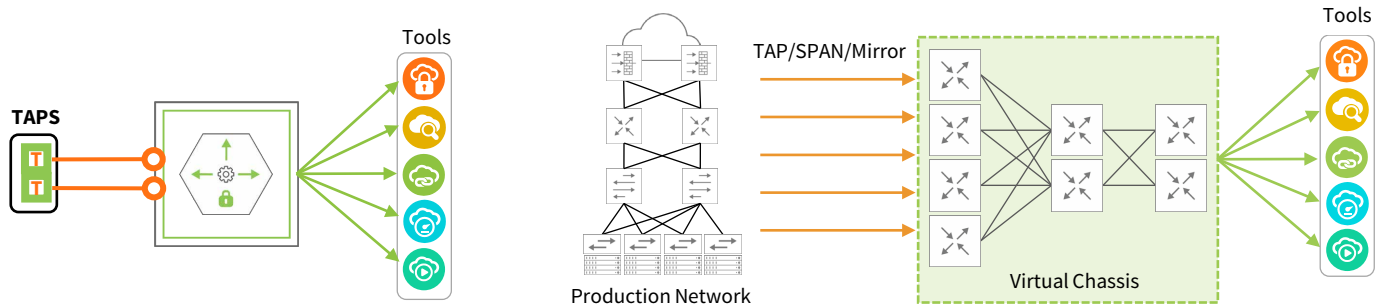 TAPS
T
T
Tools
Production Network
TAP/SPAN/Mirror
Virtual Chassis
Tools